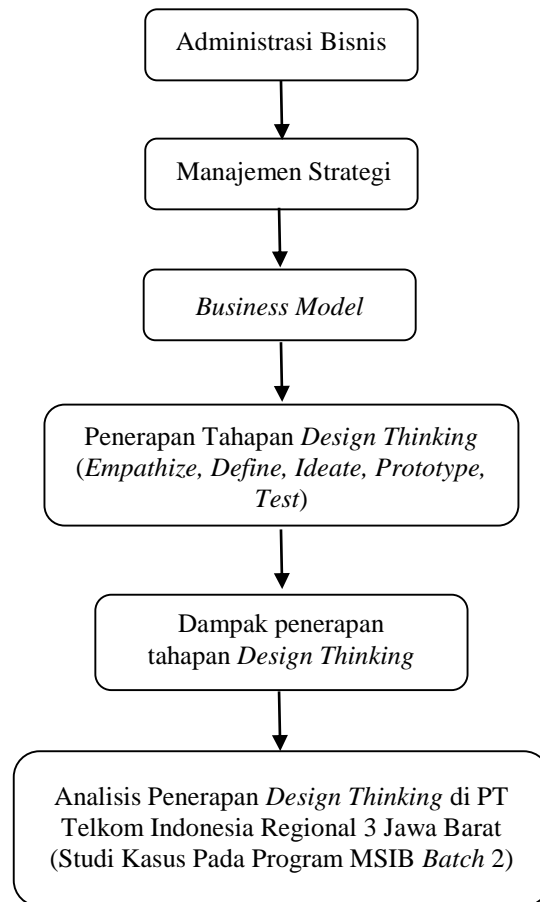 Administrasi Bisnis
Manajemen Strategi
Business Model
Penerapan Tahapan Design Thinking
(Empathize, Define, Ideate, Prototype,
Test)
Dampak penerapan
tahapan Design Thinking
Analisis Penerapan Design Thinking di PT
Telkom Indonesia Regional 3 Jawa Barat
(Studi Kasus Pada Program MSIB Batch 2)